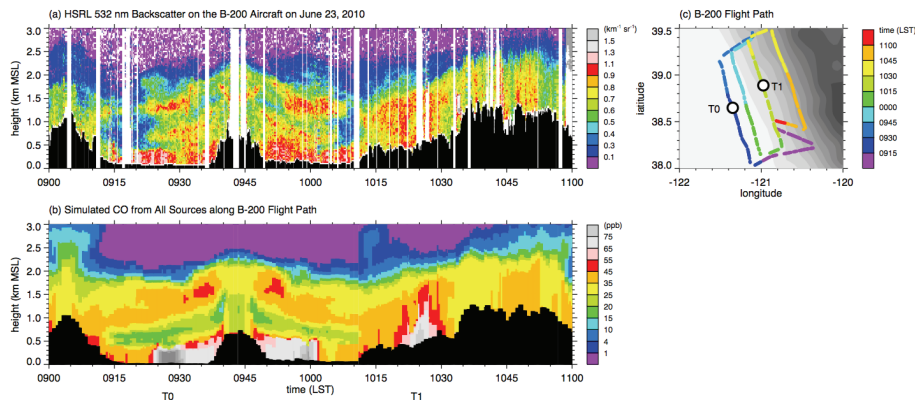 (a) HSRL 532 nm Backscatter on the B-200 Aircraft on June 23, 2010
(km⁻¹ sr⁻¹)
height (km MSL)
3.0
2.5
2.0
1.5
1.0
0.5
0.0
1.5
1.3
1.1
0.9
0.8
0.7
0.6
0.5
0.4
0.3
0.2
0.1
0900 0915 0930 0945 1000 1015 1030 1045 1100
(b) Simulated CO from All Sources along B-200 Flight Path
(ppb)
height (km MSL)
3.0
2.5
2.0
1.5
1.0
0.5
0.0
75
65
55
45
35
25
20
15
10
4
1
0900 0915 0930 0945 1000 1015 1030 1045 1100
time (LST)
T0 T1
(c) B-200 Flight Path
latitude
39.5
39.0
38.5
38.0
T1
T0
-122 -121 -120
longitude
time (LST)
1100
1045
1030
1015
0000
0945
0930
0915